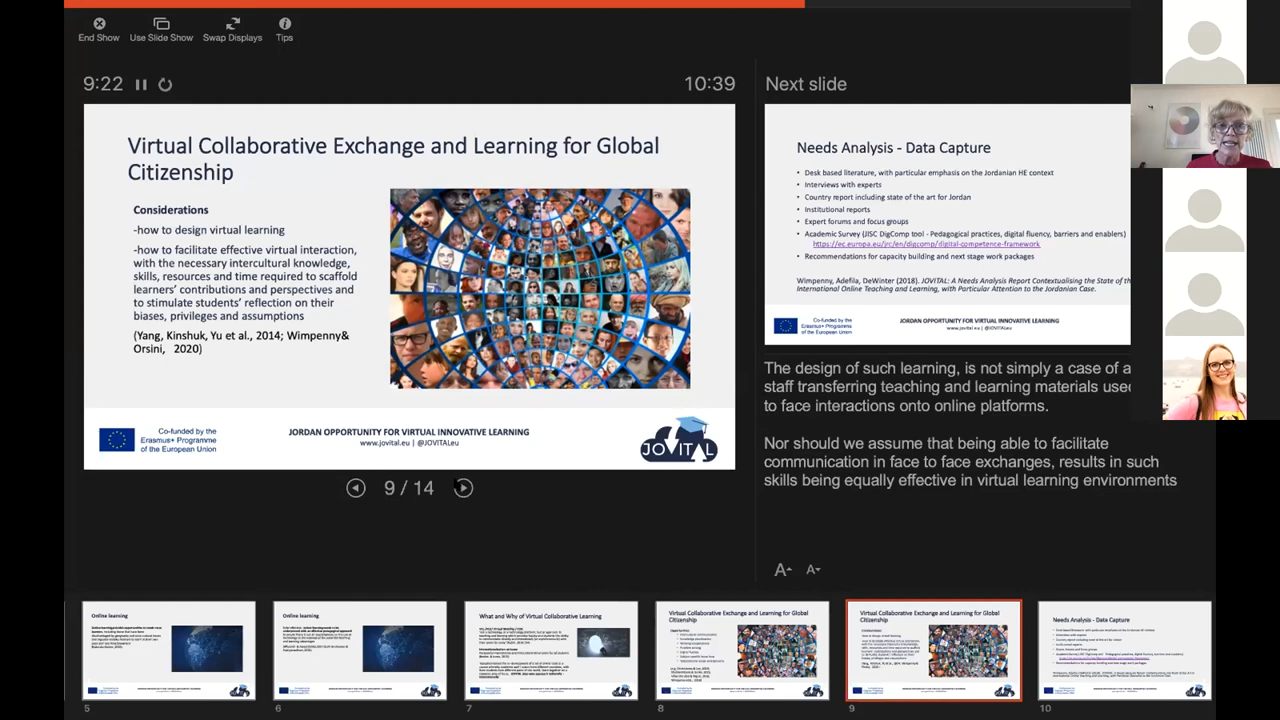 End Show
Use Slide Show
Swap Displays
Tips
9:22
10:39
Virtual Collaborative Exchange and Learning for Global
Citizenship
Considerations
-how to design virtual learning
-how to facilitate effective virtual interaction,
with the necessary intercultural knowledge,
skills, resources and time required to scaffold
learners' contributions and perspectives and
to stimulate students' reflection on their
biases, privileges and assumptions
(Yang, Kinshuk, Yu et al., 2014; Wimpenny&
Orsini, 2020)
Co-funded by the
Erasmus+ Programme
of the European Union
JORDAN OPPORTUNITY FOR VIRTUAL INNOVATIVE LEARNING
www.jovital.eu | @JOVITALeu
JOVITAL
9 / 14
Next slide
Needs Analysis - Data Capture
• Desk based literature, with particular emphasis on the Jordanian HE context
• Interviews with experts
• Country report including state of the art for Jordan
• Institutional reports
• Expert forums and focus groups
• Academic Survey (JISC DigComp tool - Pedagogical practices, digital fluency, barriers and enablers)
https://ec.europa.eu/jrc/en/digcomp/digital-competence-framework
• Recommendations for capacity building and next stage work packages
Wimpenny, Adefila, DeWinter (2018). JOVITAL: A Needs Analysis Report Contextualising the State of th
International Online Teaching and Learning, with Particular Attention to the Jordanian Case.
Co-funded by the
Erasmus+ Programme
of the European Union
JORDAN OPPORTUNITY FOR VIRTUAL INNOVATIVE LEARNING
www.jovital.eu | @JOVITALeu
The design of such learning, is not simply a case of a
staff transferring teaching and learning materials used
to face interactions onto online platforms.
Nor should we assume that being able to facilitate
communication in face to face exchanges, results in such
skills being equally effective in virtual learning environments
A A
Online learning
5
Online learning
6
What and Why of Virtual Collaborative Learning
7
Virtual Collaborative Exchange and Learning for Global
Citizenship
8
Virtual Collaborative Exchange and Learning for Global
Citizenship
9
Needs Analysis - Data Capture
10